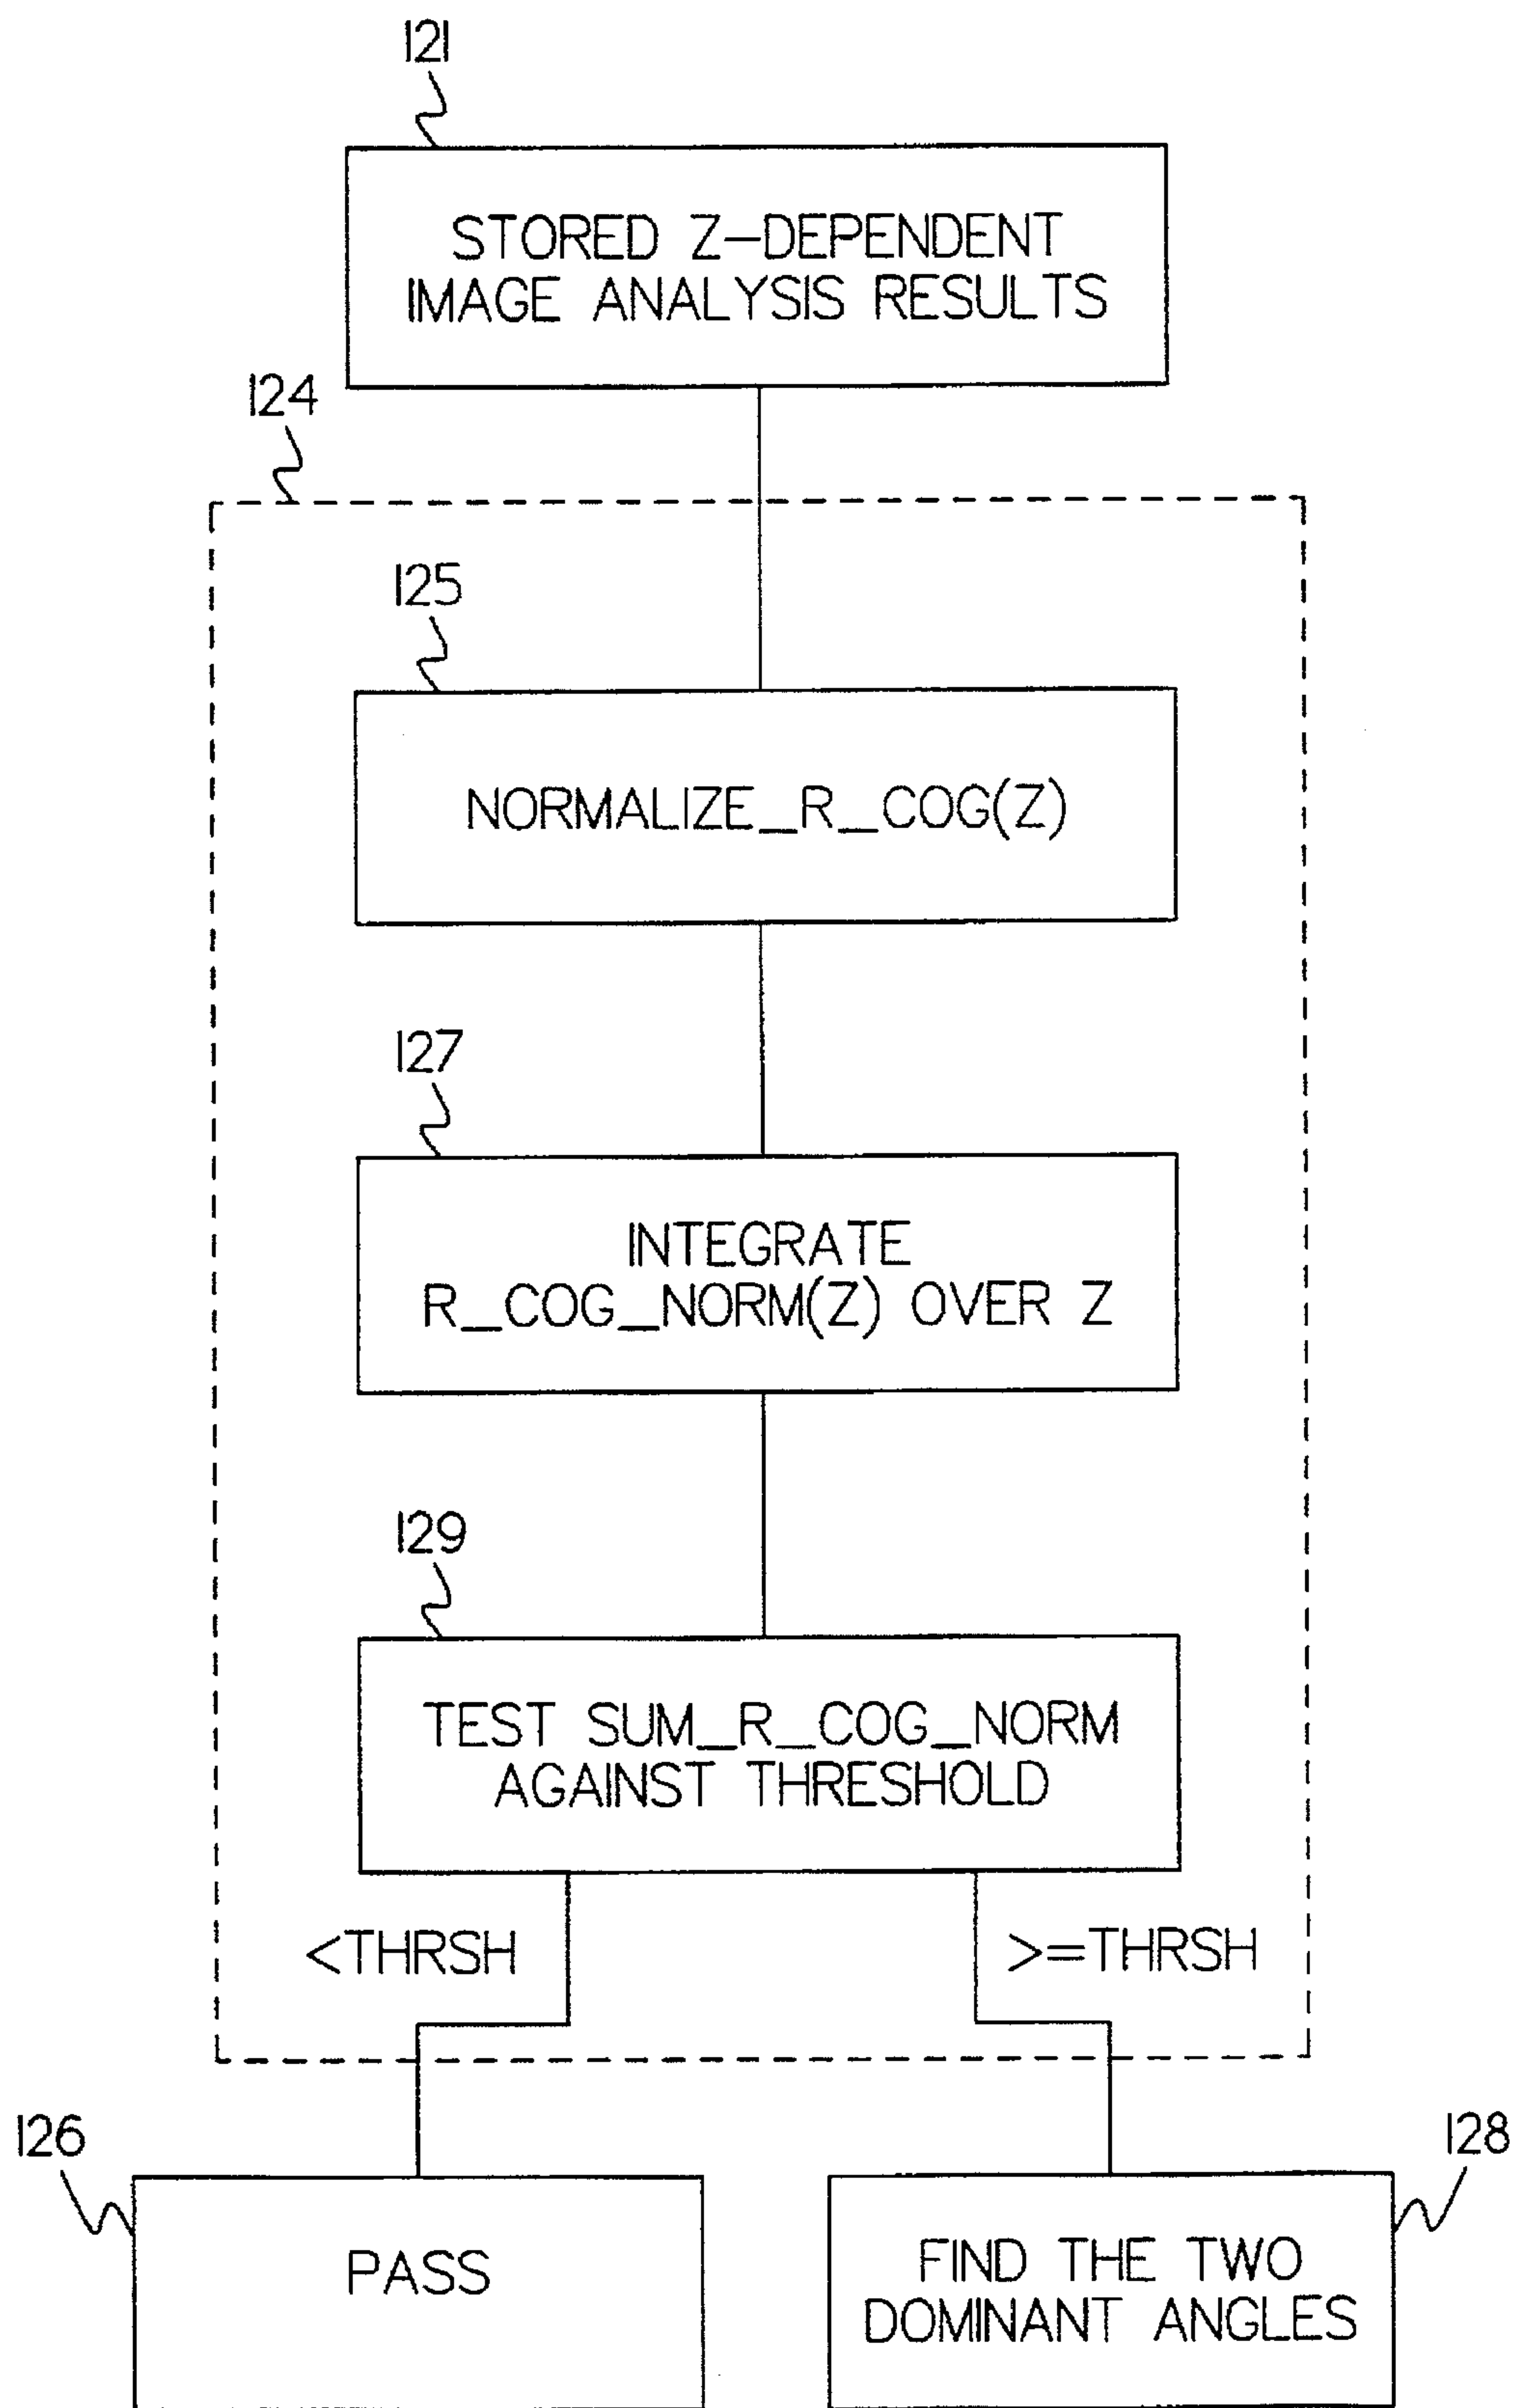 121
STORED Z-DEPENDENT
IMAGE ANALYSIS RESULTS
124
125
NORMALIZE_R_COG(Z)
127
INTEGRATE
R_COG_NORM(Z) OVER Z
129
TEST SUM_R_COG_NORM
AGAINST THRESHOLD
<THRSH
>=THRSH
126
128
PASS
FIND THE TWO
DOMINANT ANGLES